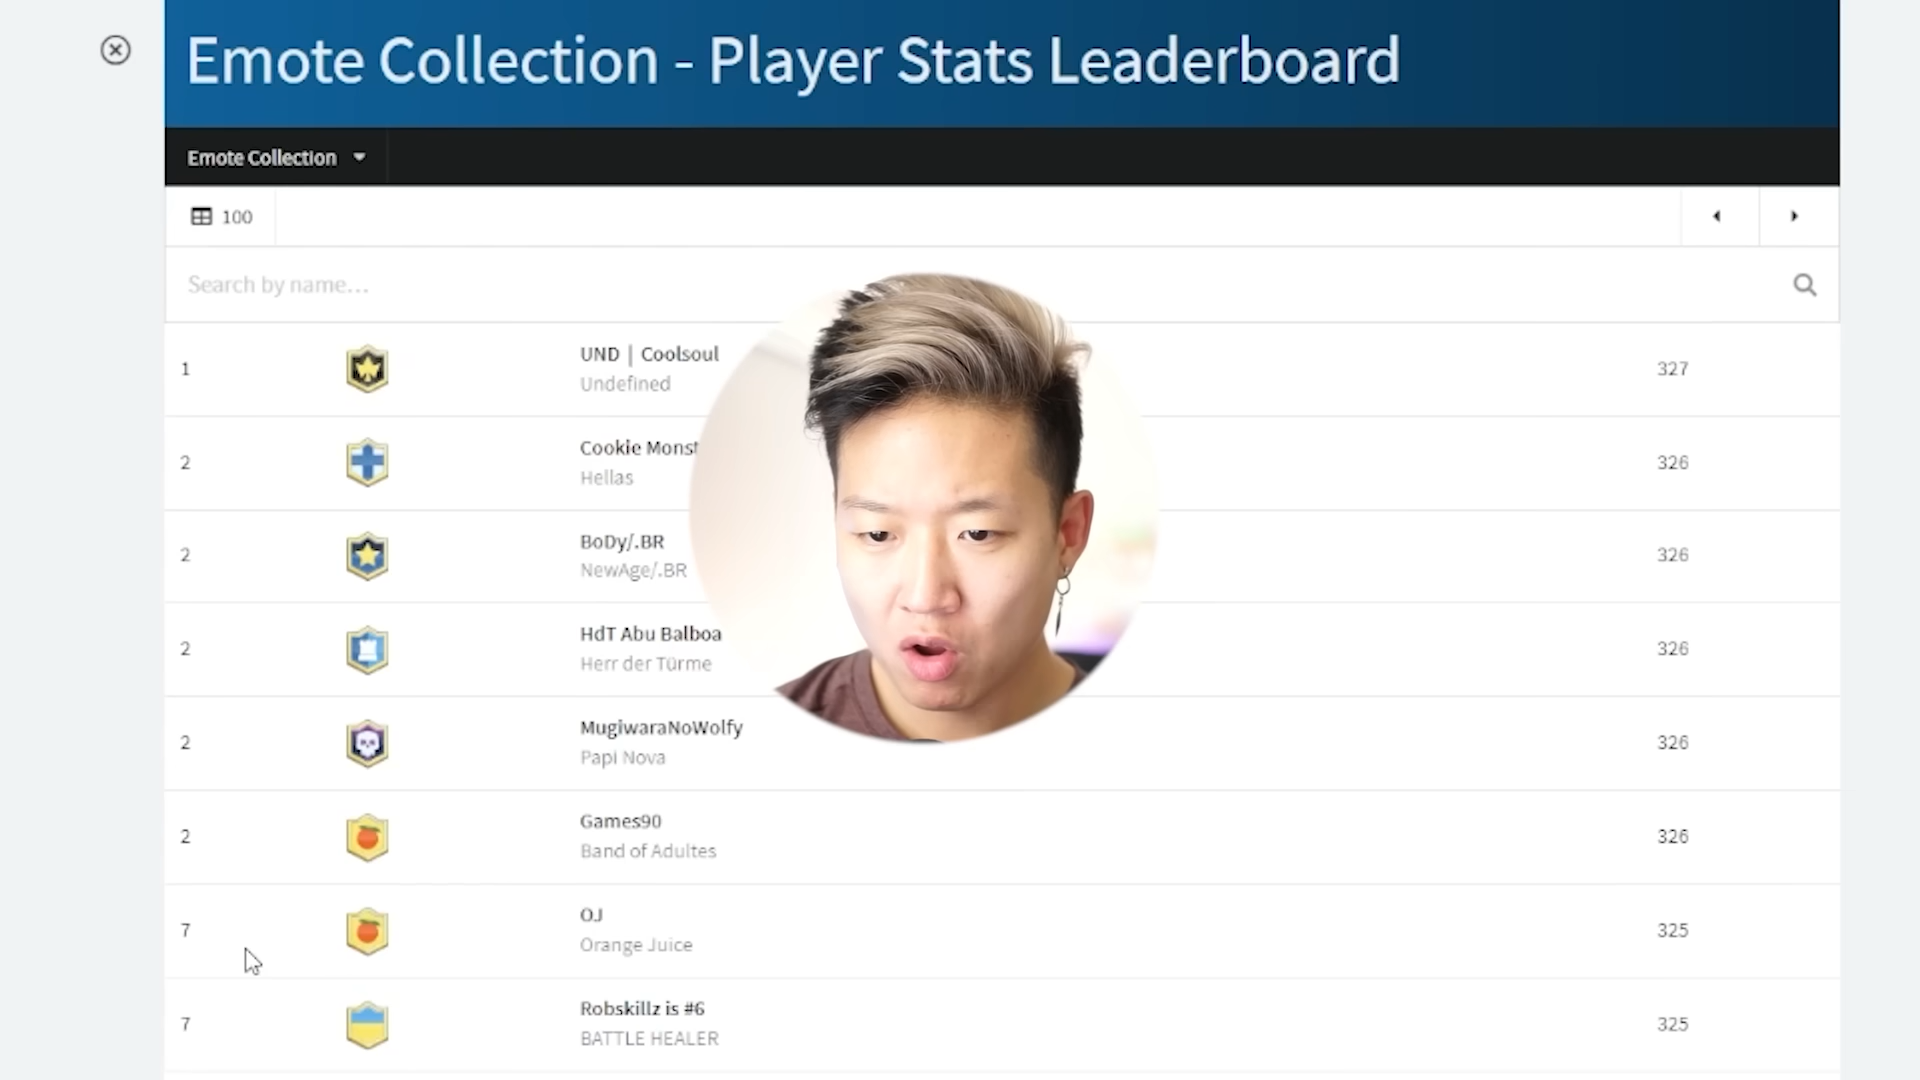 Emote Collection - Player Stats Leaderboard
Emote Collection
100
Search by name...
1 UND | Coolsoul 327
Undefined
2 Cookie 326
Hellas
2 BoDy/.BR 326
NewAge/.BR
2 HdT Abu Balboa 326
Herr der Türme
2 MugiwaraNoWolfy 326
Papi Nova
2 Games90 326
Band of Adultes
7 OJ 325
Orange Juice
7 Robskillz is #6 325
BATTLE HEALER